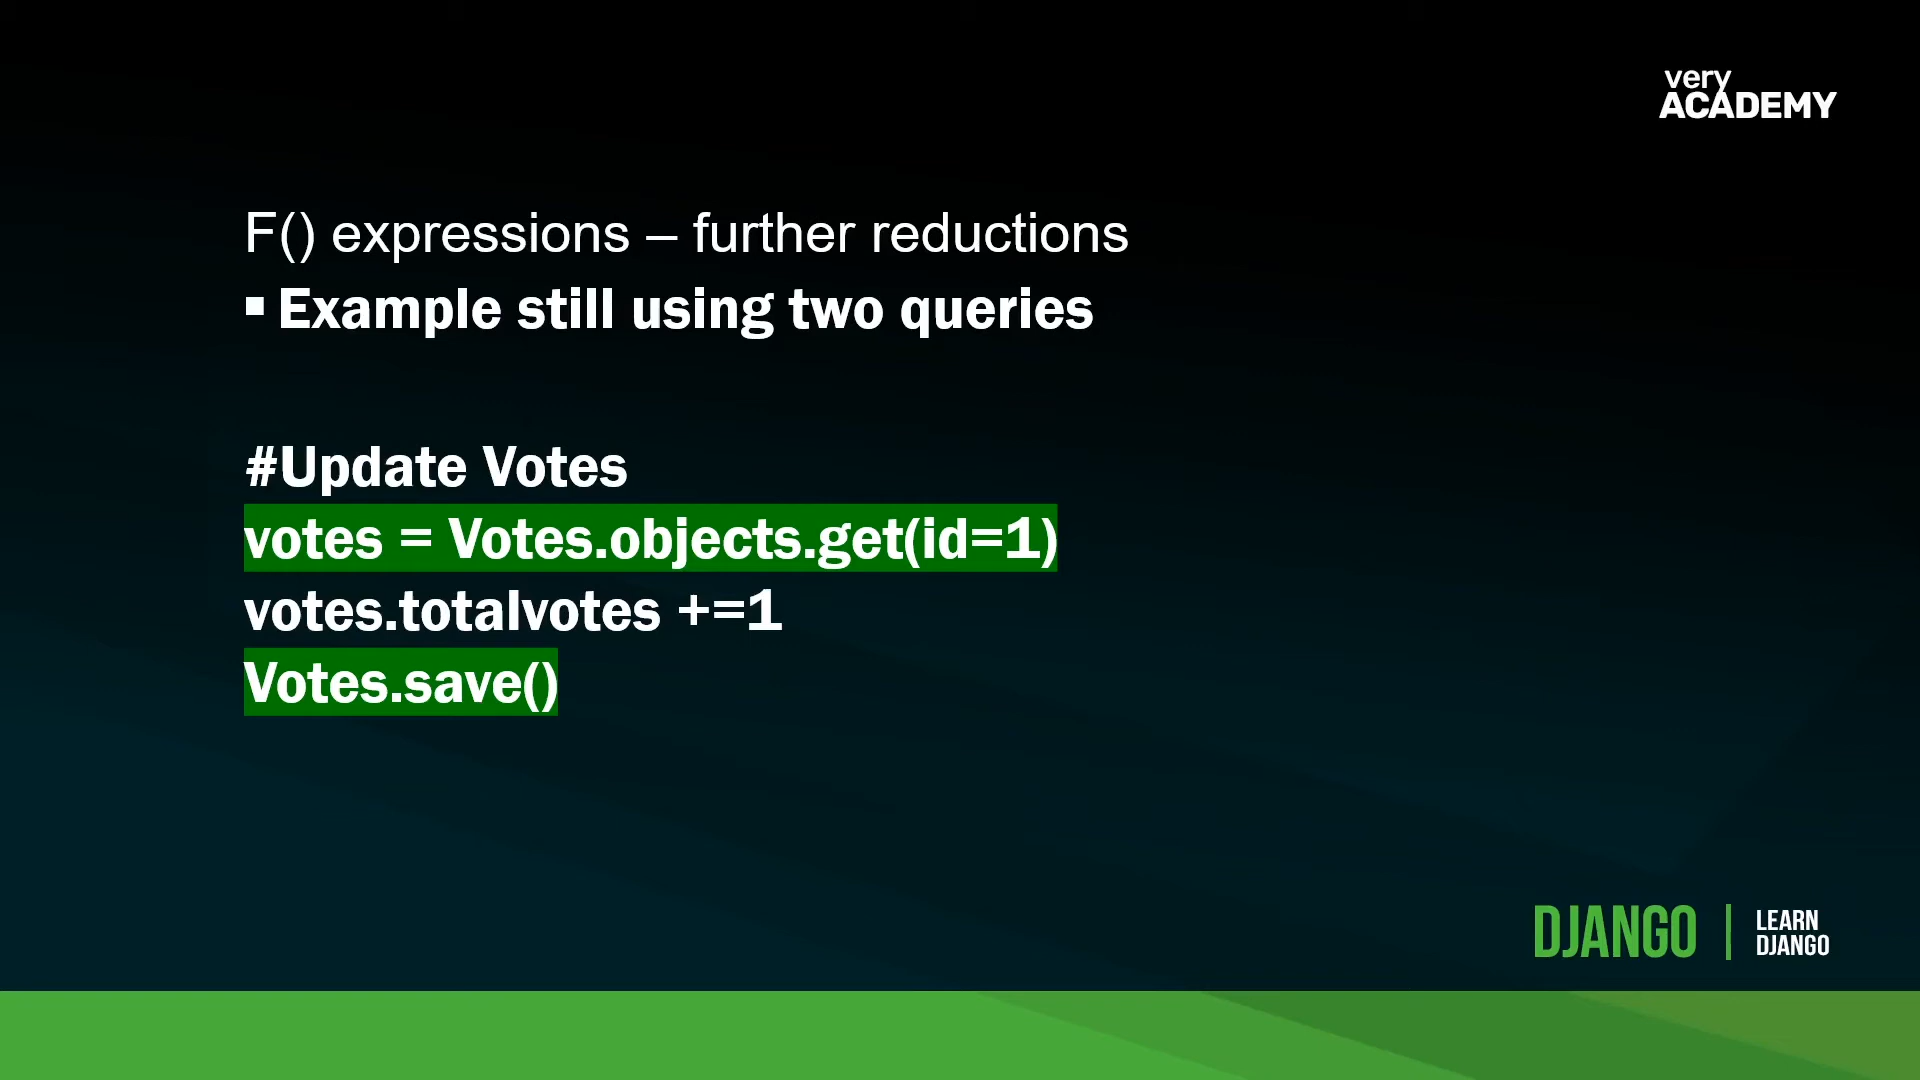 very
ACADEMY
F() expressions – further reductions
▪ Example still using two queries
#Update Votes
votes = Votes.objects.get(id=1)
votes.totalvotes +=1
Votes.save()
DJANGO
LEARN
DJANGO